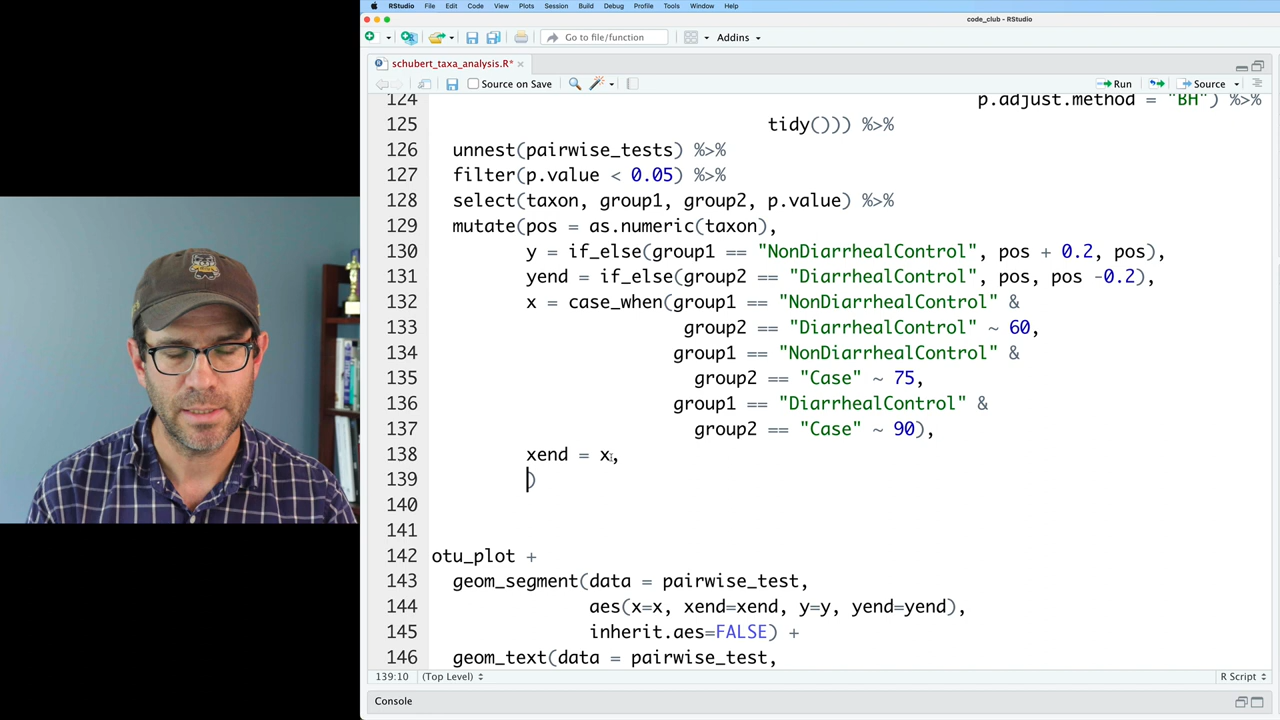 RStudio File Edit Code View Plots Session Build Debug Profile Tools Window Help
code_club - RStudio
Go to file/function Addins
schubert_taxa_analysis.R*
Source on Save Run Source
124 p.adjust.method = "BH") %>%
125 tidy())) %>%
126 unnest(pairwise_tests) %>%
127 filter(p.value < 0.05) %>%
128 select(taxon, group1, group2, p.value) %>%
129 mutate(pos = as.numeric(taxon),
130 y = if_else(group1 == "NonDiarrhealControl", pos + 0.2, pos),
131 yend = if_else(group2 == "DiarrhealControl", pos, pos -0.2),
132 x = case_when(group1 == "NonDiarrhealControl" &
133 group2 == "DiarrhealControl" ~ 60,
134 group1 == "NonDiarrhealControl" &
135 group2 == "Case" ~ 75,
136 group1 == "DiarrhealControl" &
137 group2 == "Case" ~ 90),
138 xend = x,
139 )
140
141
142 otu_plot +
143 geom_segment(data = pairwise_test,
144 aes(x=x, xend=xend, y=y, yend=yend),
145 inherit.aes=FALSE) +
146 geom_text(data = pairwise_test,
139:10 (Top Level) R Script
Console